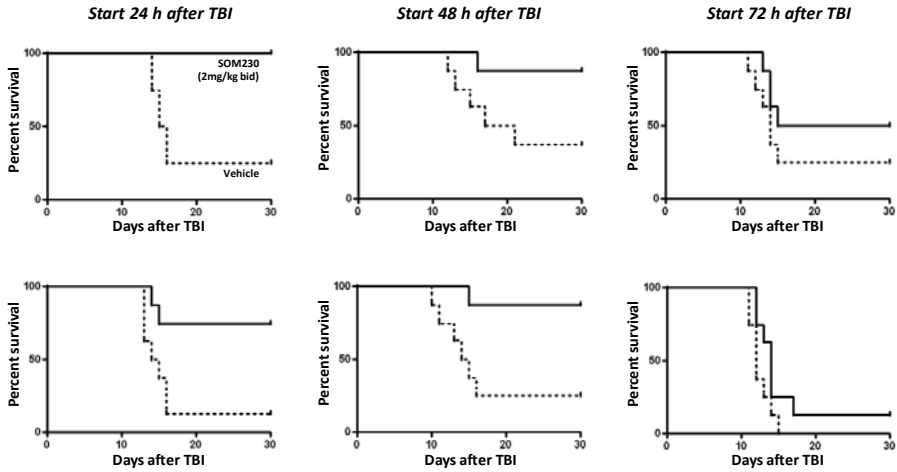 Start 24 h after TBI
Start 48 h after TBI
Start 72 h after TBI
Percent survival
100
50
0
SOM230
(2mg/kg bid)
Vehicle
0 10 20 30
Days after TBI
Percent survival
100
50
0
0 10 20 30
Days after TBI
Percent survival
100
50
0
0 10 20 30
Days after TBI
Percent survival
100
50
0
0 10 20 30
Days after TBI
Percent survival
100
50
0
0 10 20 30
Days after TBI
Percent survival
100
50
0
0 10 20 30
Days after TBI